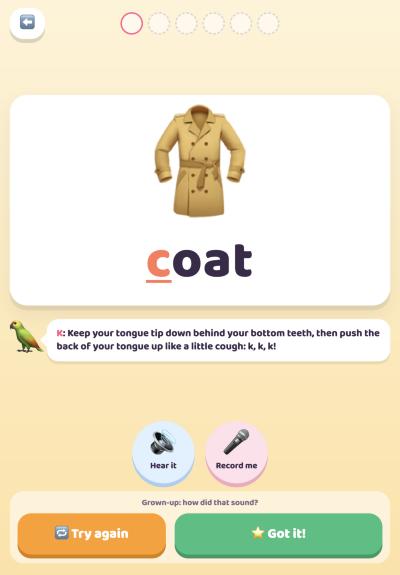 coat
K: Keep your tongue tip down behind your bottom teeth, then push the
back of your tongue up like a little cough: k, k, k!
Hear it
Record me
Grown-up: how did that sound?
Try again
Got it!